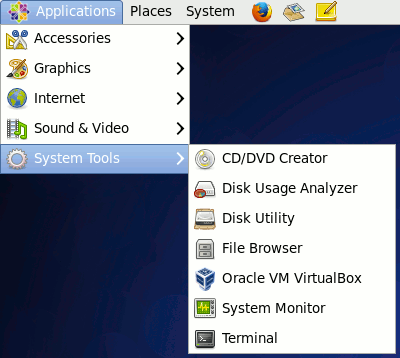 Applications Places System
Accessories
Graphics
Internet
Sound & Video
System Tools
CD/DVD Creator
Disk Usage Analyzer
Disk Utility
File Browser
Oracle VM VirtualBox
System Monitor
Terminal